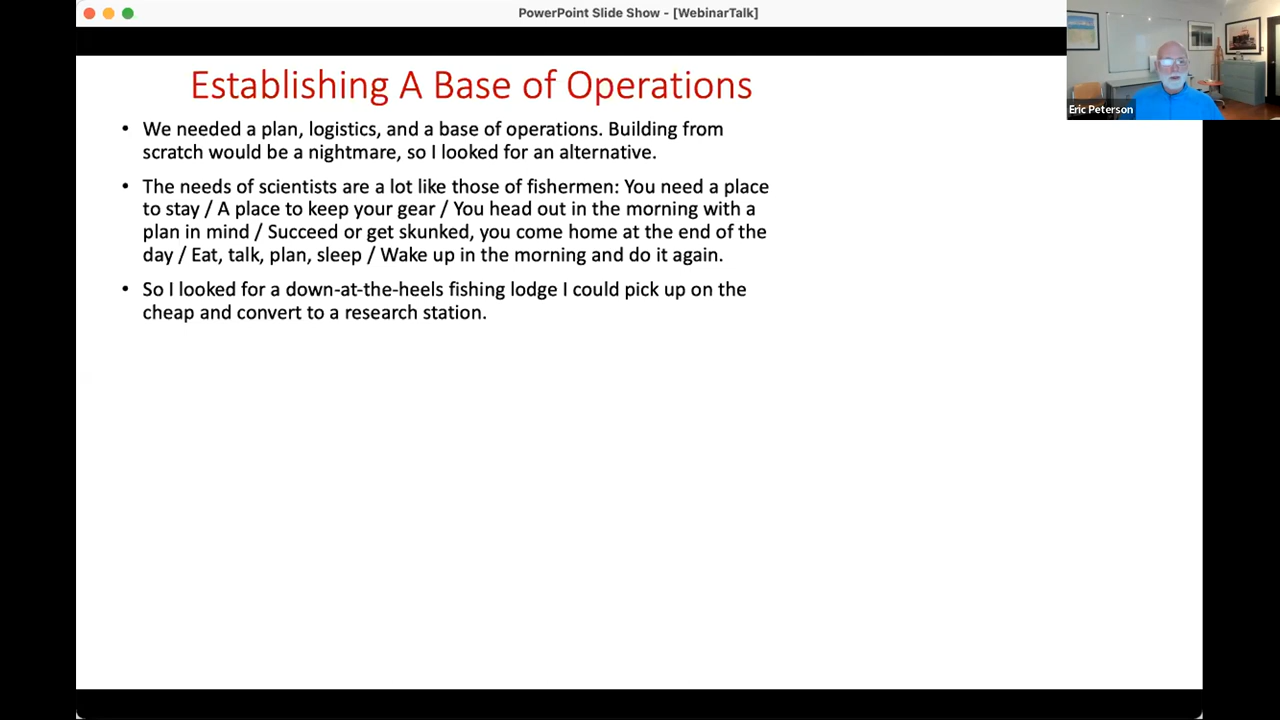 PowerPoint Slide Show - [WebinarTalk]
Establishing A Base of Operations
• We needed a plan, logistics, and a base of operations. Building from
scratch would be a nightmare, so I looked for an alternative.
• The needs of scientists are a lot like those of fishermen: You need a place
to stay / A place to keep your gear / You head out in the morning with a
plan in mind / Succeed or get skunked, you come home at the end of the
day / Eat, talk, plan, sleep / Wake up in the morning and do it again.
• So I looked for a down-at-the-heels fishing lodge I could pick up on the
cheap and convert to a research station.
Eric Peterson